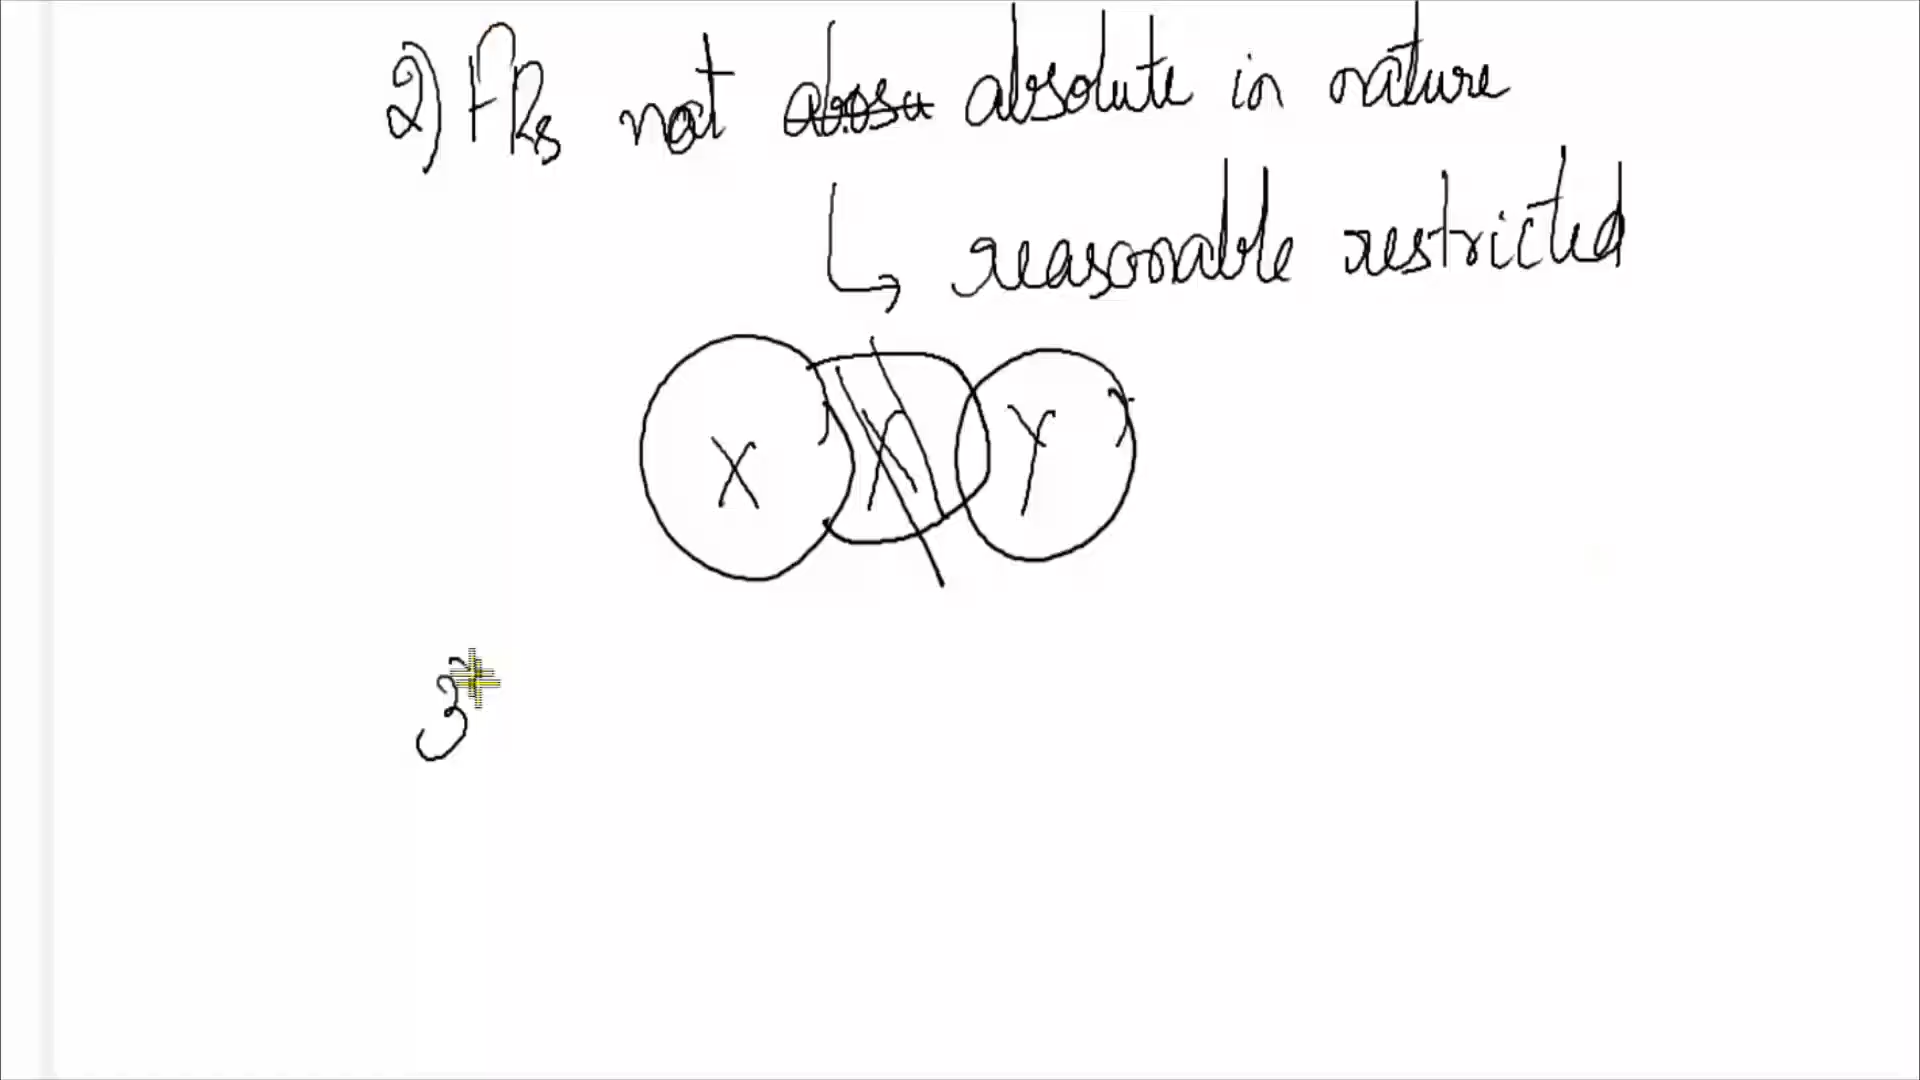 2) FRs not absolute in nature
↳ reasonable restricted
X X Y
3